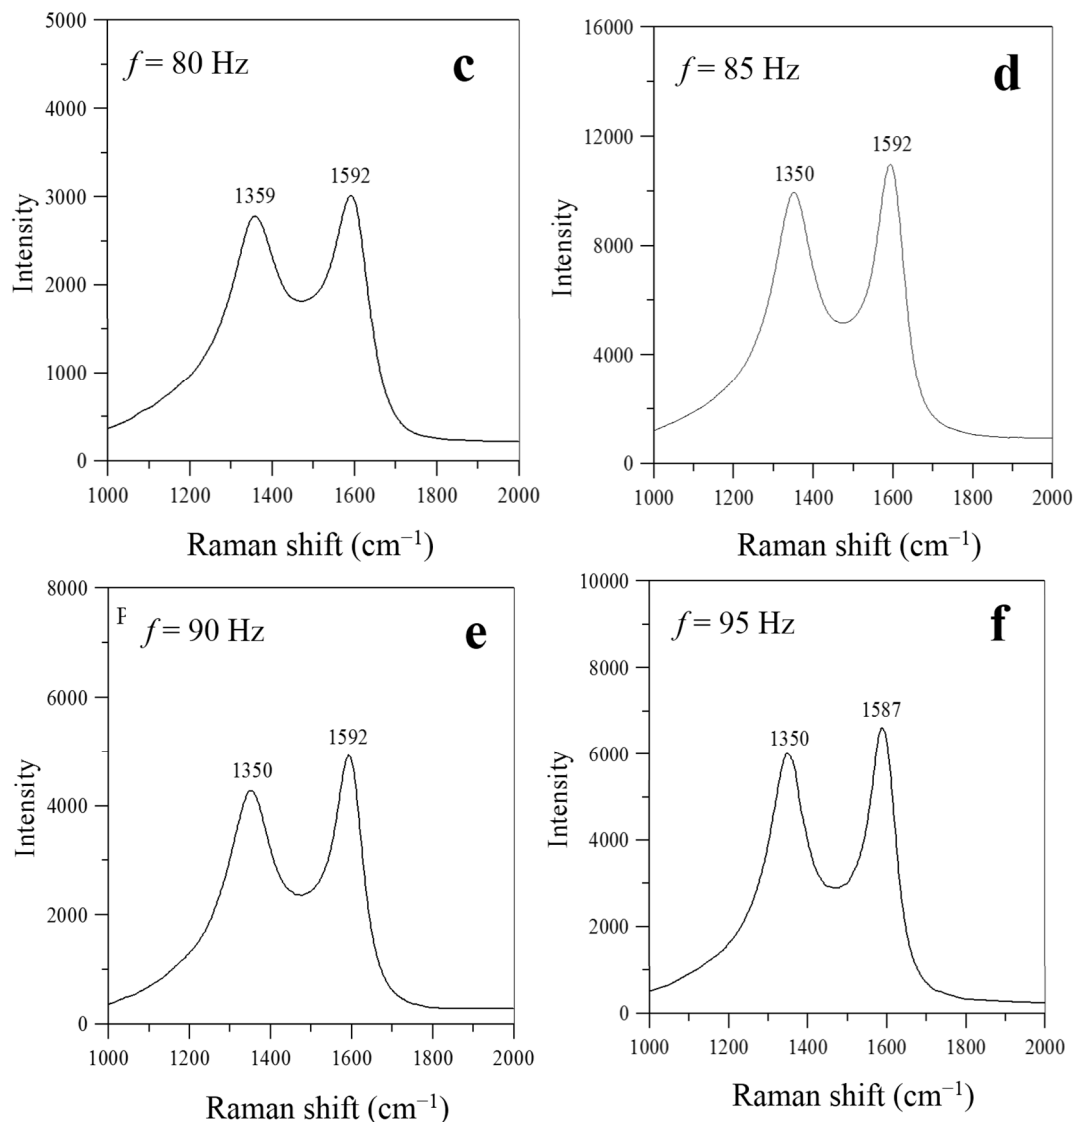 5000
4000
3000
2000
1000
0
f = 80 Hz
c
1359
1592
Intensity
1000 1200 1400 1600 1800 2000
Raman shift (cm⁻¹)
16000
12000
8000
4000
0
f = 85 Hz
d
1350
1592
Intensity
1000 1200 1400 1600 1800 2000
Raman shift (cm⁻¹)
8000
6000
4000
2000
0
f = 90 Hz
e
1350
1592
Intensity
1000 1200 1400 1600 1800 2000
Raman shift (cm⁻¹)
10000
8000
6000
4000
2000
0
f = 95 Hz
f
1350
1587
Intensity
1000 1200 1400 1600 1800 2000
Raman shift (cm⁻¹)